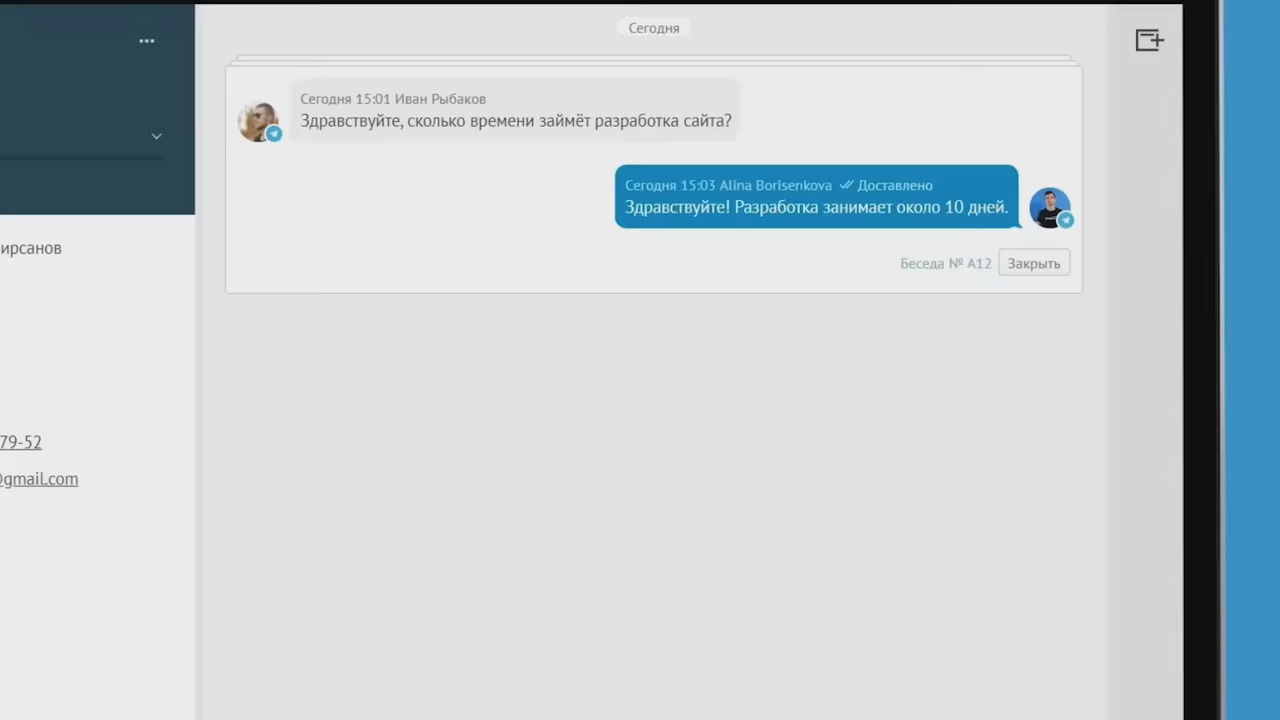 Сегодня
Сегодня 15:01 Иван Рыбаков
Здравствуйте, сколько времени займёт разработка сайта?
Сегодня 15:03 Alina Borisenkova Доставлено
Здравствуйте! Разработка занимает около 10 дней.
Беседа № A12 Закрыть
ирсанов
79-52
@gmail.com